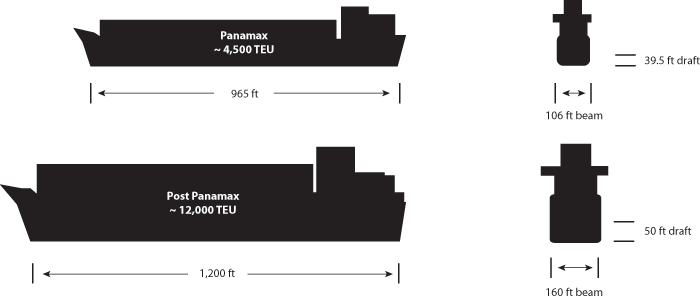 Panamax
~ 4,500 TEU
39.5 ft draft
965 ft
106 ft beam
Post Panamax
~ 12,000 TEU
50 ft draft
1,200 ft
160 ft beam